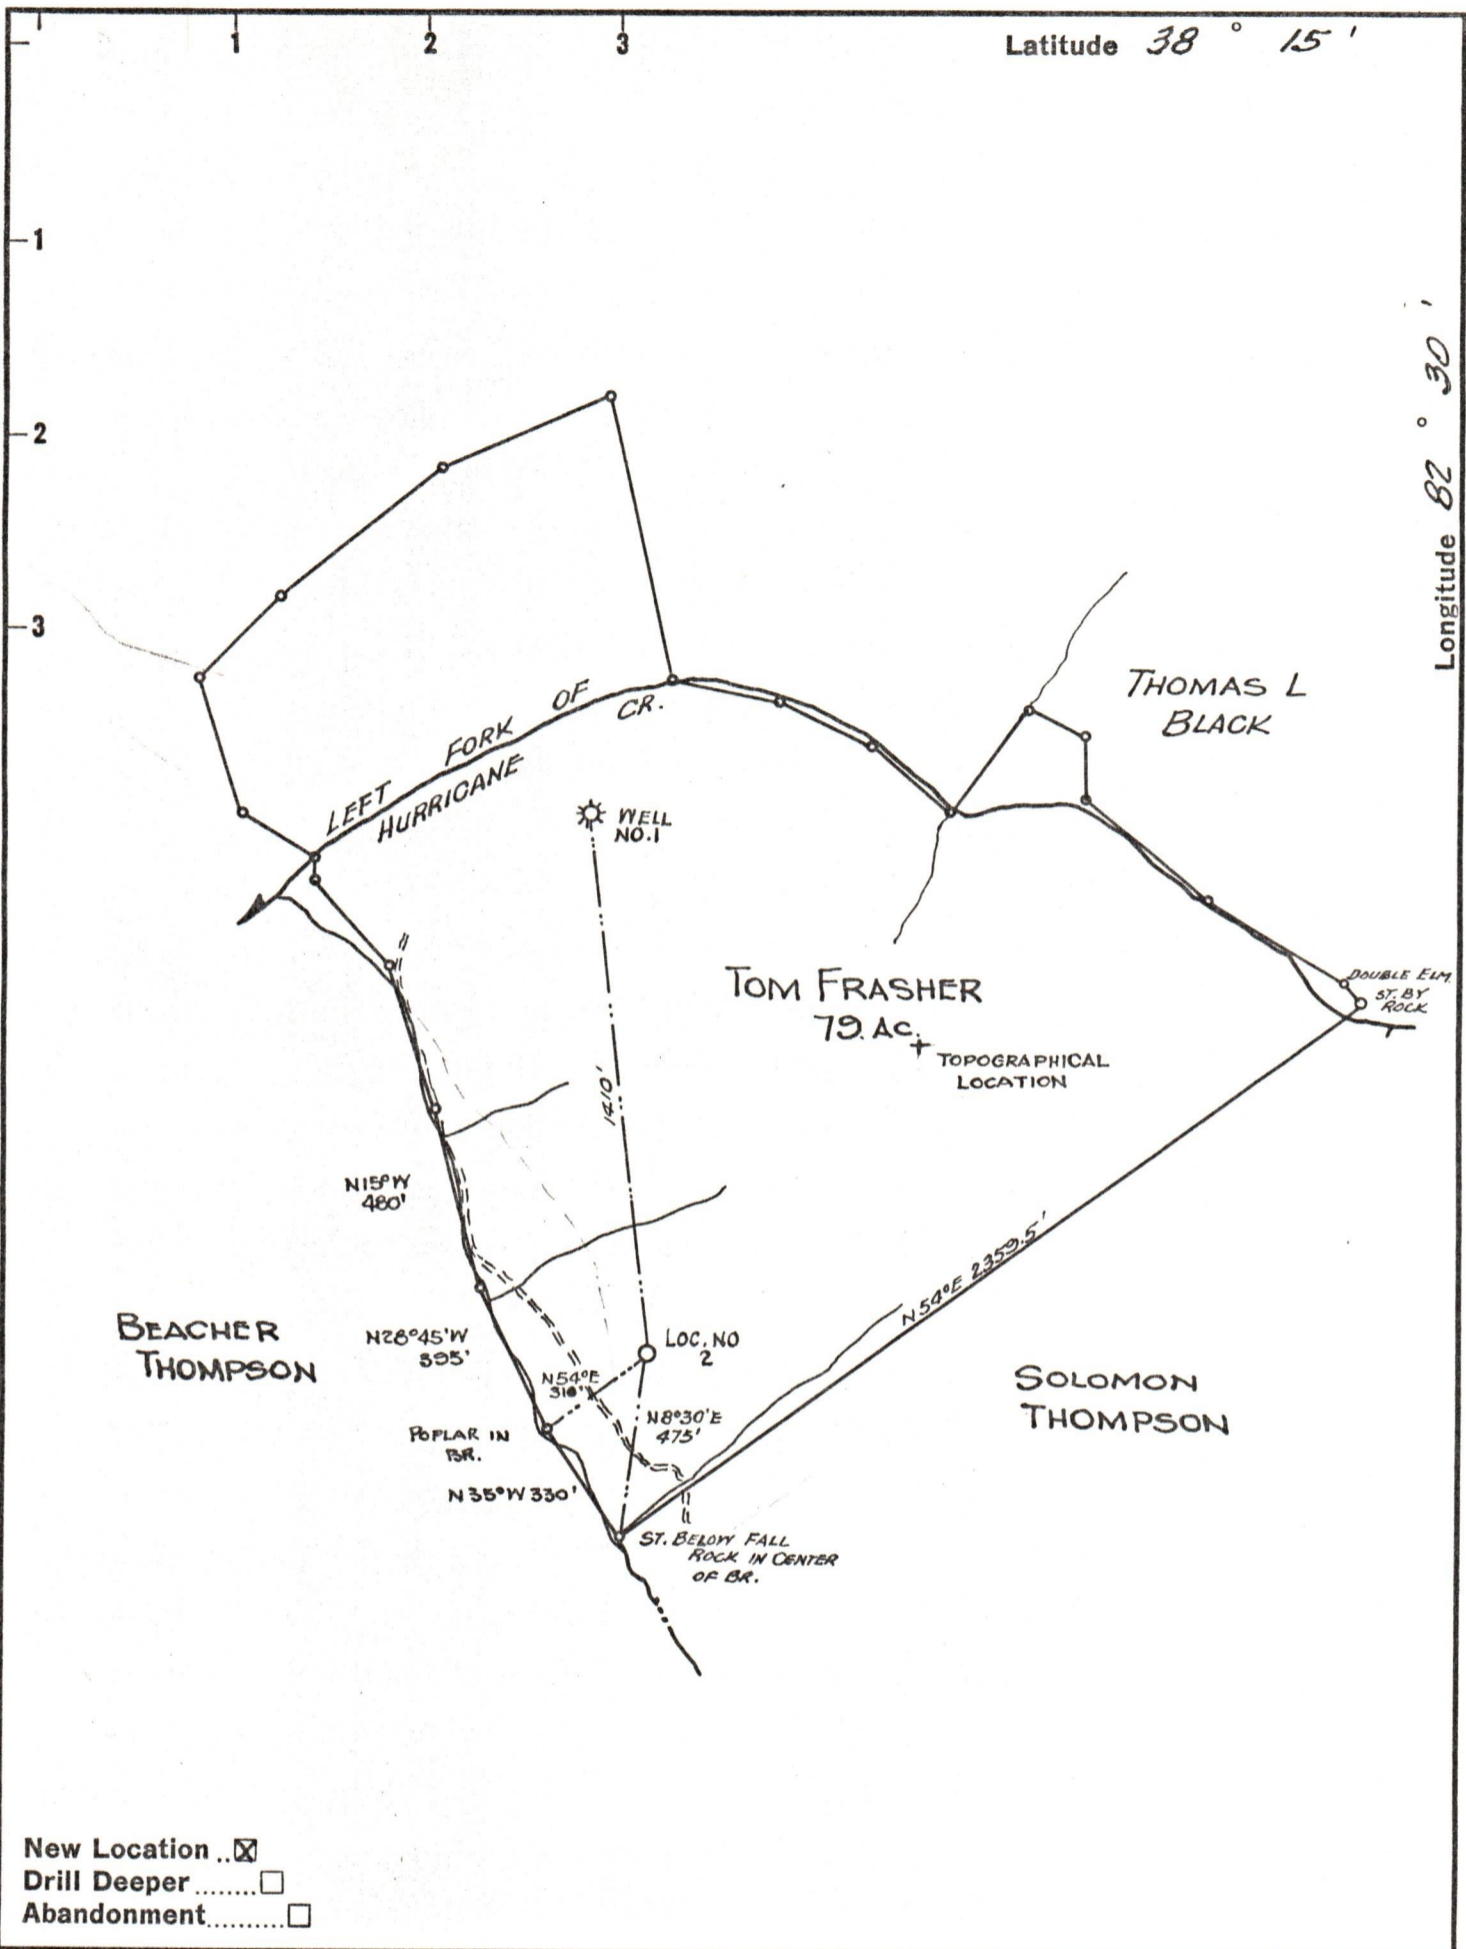 1 2 3
Latitude 38 ° 15 '
1
2
3
Longitude 82 ° 30 '
THOMAS L
BLACK
LEFT FORK OF
HURRICANE CR.
WELL
NO. 1
TOM FRASHER
79. AC.
TOPOGRAPHICAL
LOCATION
DOUBLE ELM
ST. BY
ROCK
1410'
N15°W
480'
N54°E 2359.5'
BEACHER
THOMPSON
N28°45'W
395'
LOC. NO
2
N54°E
310'
N8°30'E
475'
SOLOMON
THOMPSON
POPLAR IN
BR.
N35°W 330'
ST. BELOW FALL
ROCK IN CENTER
OF BR.
New Location ..☒
Drill Deeper ........☐
Abandonment..........☐